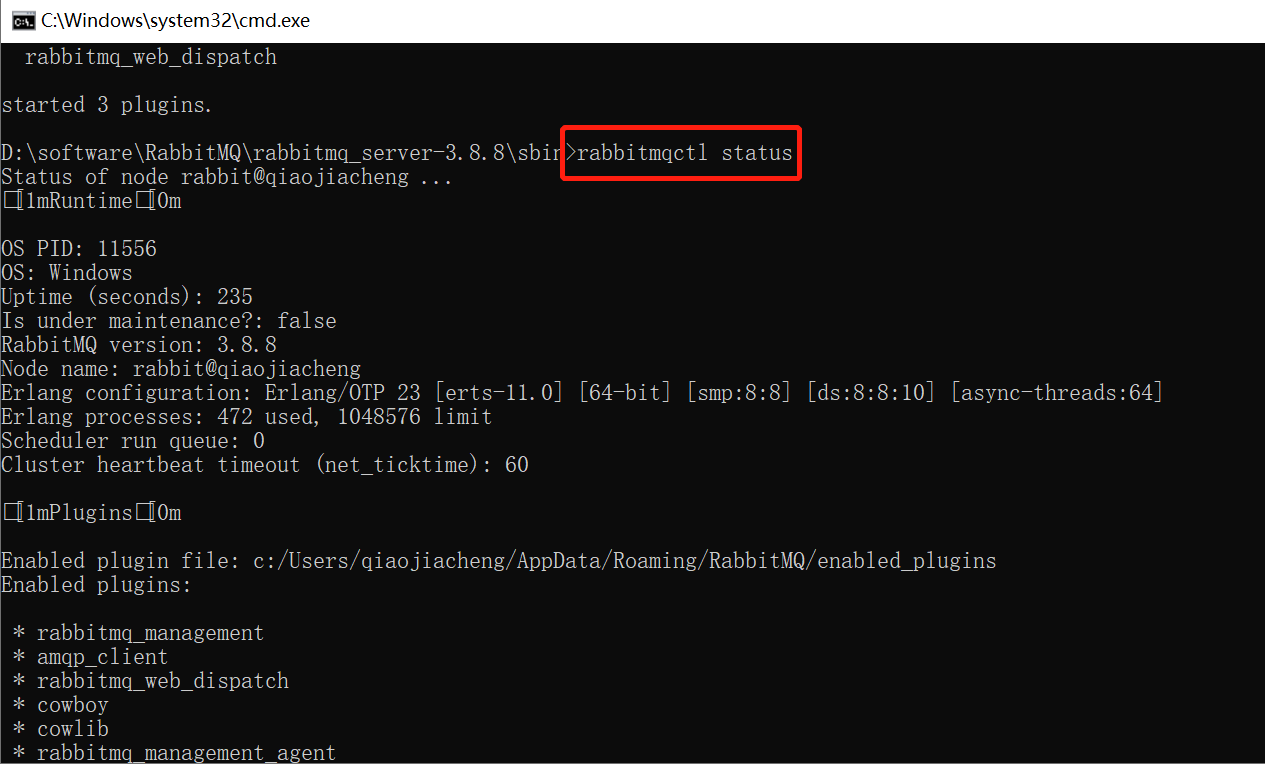 C:\Windows\system32\cmd.exe
rabbitmq_web_dispatch
started 3 plugins.
D:\software\RabbitMQ\rabbitmq_server-3.8.8\sbin>rabbitmqctl status
Status of node rabbit@qiaojiacheng ...
□[1mRuntime□[0m
OS PID: 11556
OS: Windows
Uptime (seconds): 235
Is under maintenance?: false
RabbitMQ version: 3.8.8
Node name: rabbit@qiaojiacheng
Erlang configuration: Erlang/OTP 23 [erts-11.0] [64-bit] [smp:8:8] [ds:8:8:10] [async-threads:64]
Erlang processes: 472 used, 1048576 limit
Scheduler run queue: 0
Cluster heartbeat timeout (net_ticktime): 60
□[1mPlugins□[0m
Enabled plugin file: c:/Users/qiaojiacheng/AppData/Roaming/RabbitMQ/enabled_plugins
Enabled plugins:
* rabbitmq_management
* amqp_client
* rabbitmq_web_dispatch
* cowboy
* cowlib
* rabbitmq_management_agent